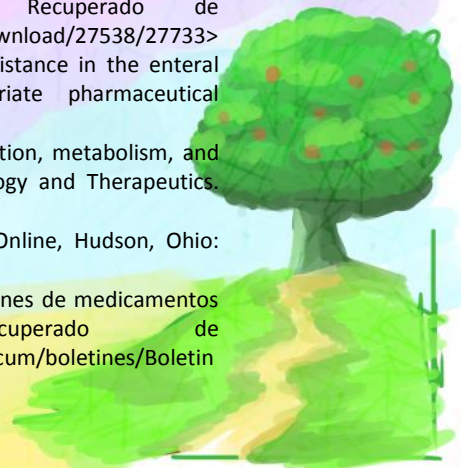 Recuperado de
wnload/27538/27733>
istance in the enteral
riate pharmaceutical
tion, metabolism, and
ogy and Therapeutics.
Online, Hudson, Ohio:
nes de medicamentos
cuperado de
cum/boletines/Boletin